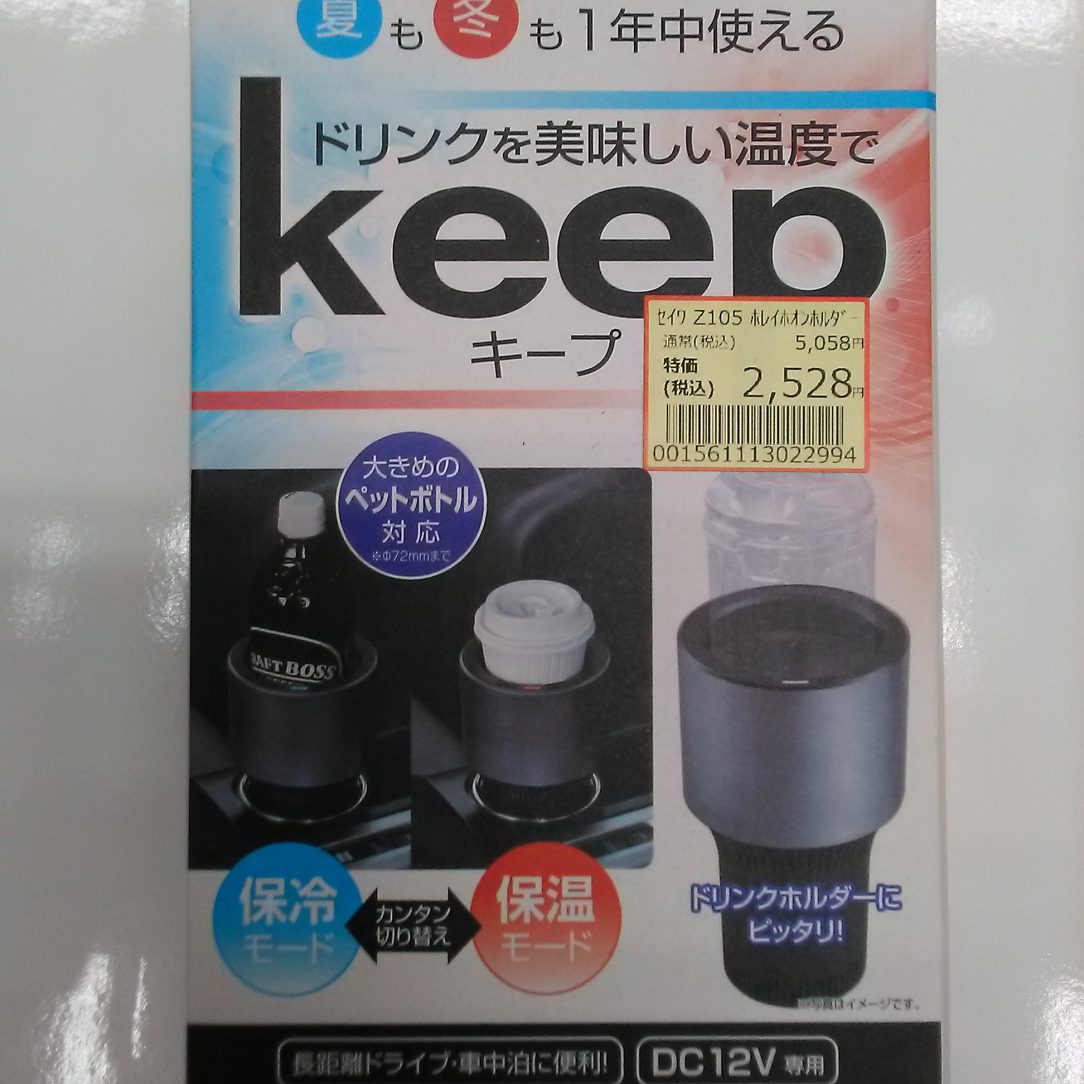 夏も冬も1年中使える
ドリンクを美味しい温度で
keep
キープ
セイワ Z105 ホレイホオンホルダー
通常(税込) 5,058円
特価
(税込) 2,528円
001561113022994
大きめの
ペットボトル
対応
※Φ72mmまで
AFT BOSS
保冷
モード
カンタン
切り替え
保温
モード
ドリンクホルダーに
ピッタリ!
※写真はイメージです。
長距離ドライブ・車中泊に便利!
DC12V専用